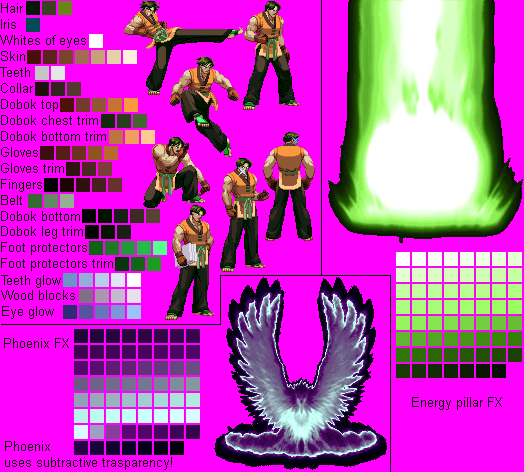 Hair
Iris
Whites of eyes
Skin
Teeth
Collar
Dobok top
Dobok chest trim
Dobok bottom trim
Gloves
Gloves trim
Fingers
Belt
Dobok bottom
Dobok leg trim
Foot protectors
Foot protectors trim
Teeth glow
Wood blocks
Eye glow
Phoenix FX
Phoenix
uses subtractive trasparency!
Energy pillar FX